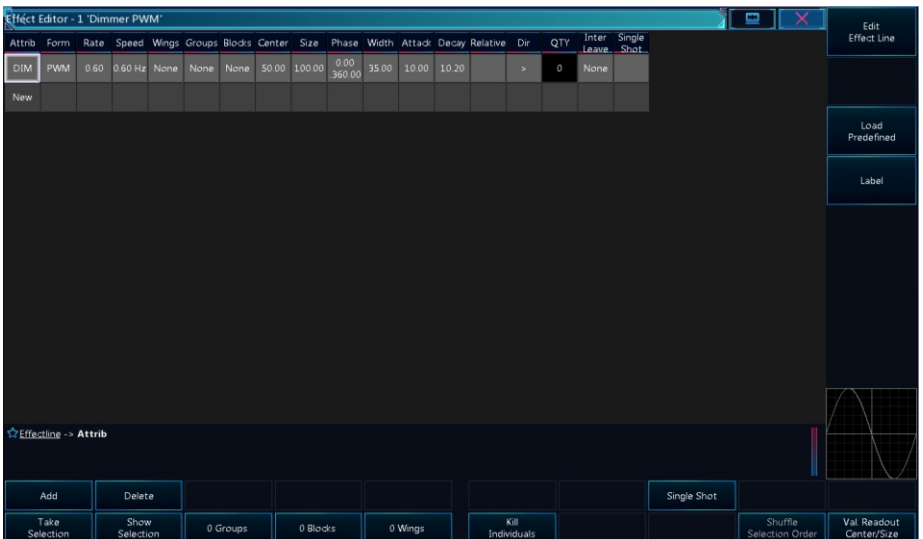 Effect Editor - 1 'Dimmer PWM'
Edit
Effect Line
Attrib Form Rate Speed Wings Groups Blocks Center Size Phase Width Attack Decay Relative Dir QTY Inter Leave Single Shot
DIM PWM 0.60 0.60 Hz None None None 50.00 100.00 0.00 360.00 35.00 10.00 10.20 > 0 None
New
Load
Predefined
Label
Effectline -> Attrib
Add Delete Single Shot
Take Selection Show Selection 0 Groups 0 Blocks 0 Wings Kill Individuals Shuffle Selection Order Val. Readout Center/Size